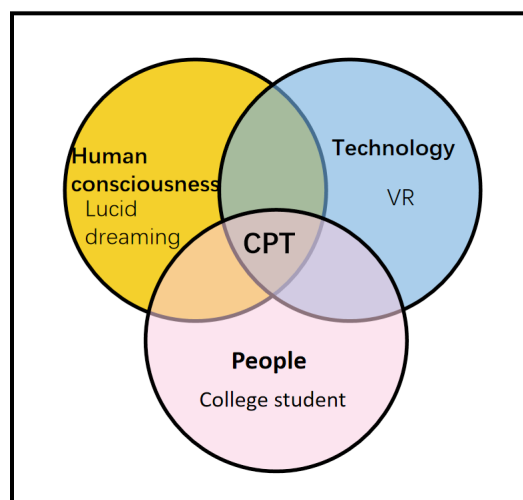 Human
consciousness
Lucid
dreaming
Technology
VR
CPT
People
College student